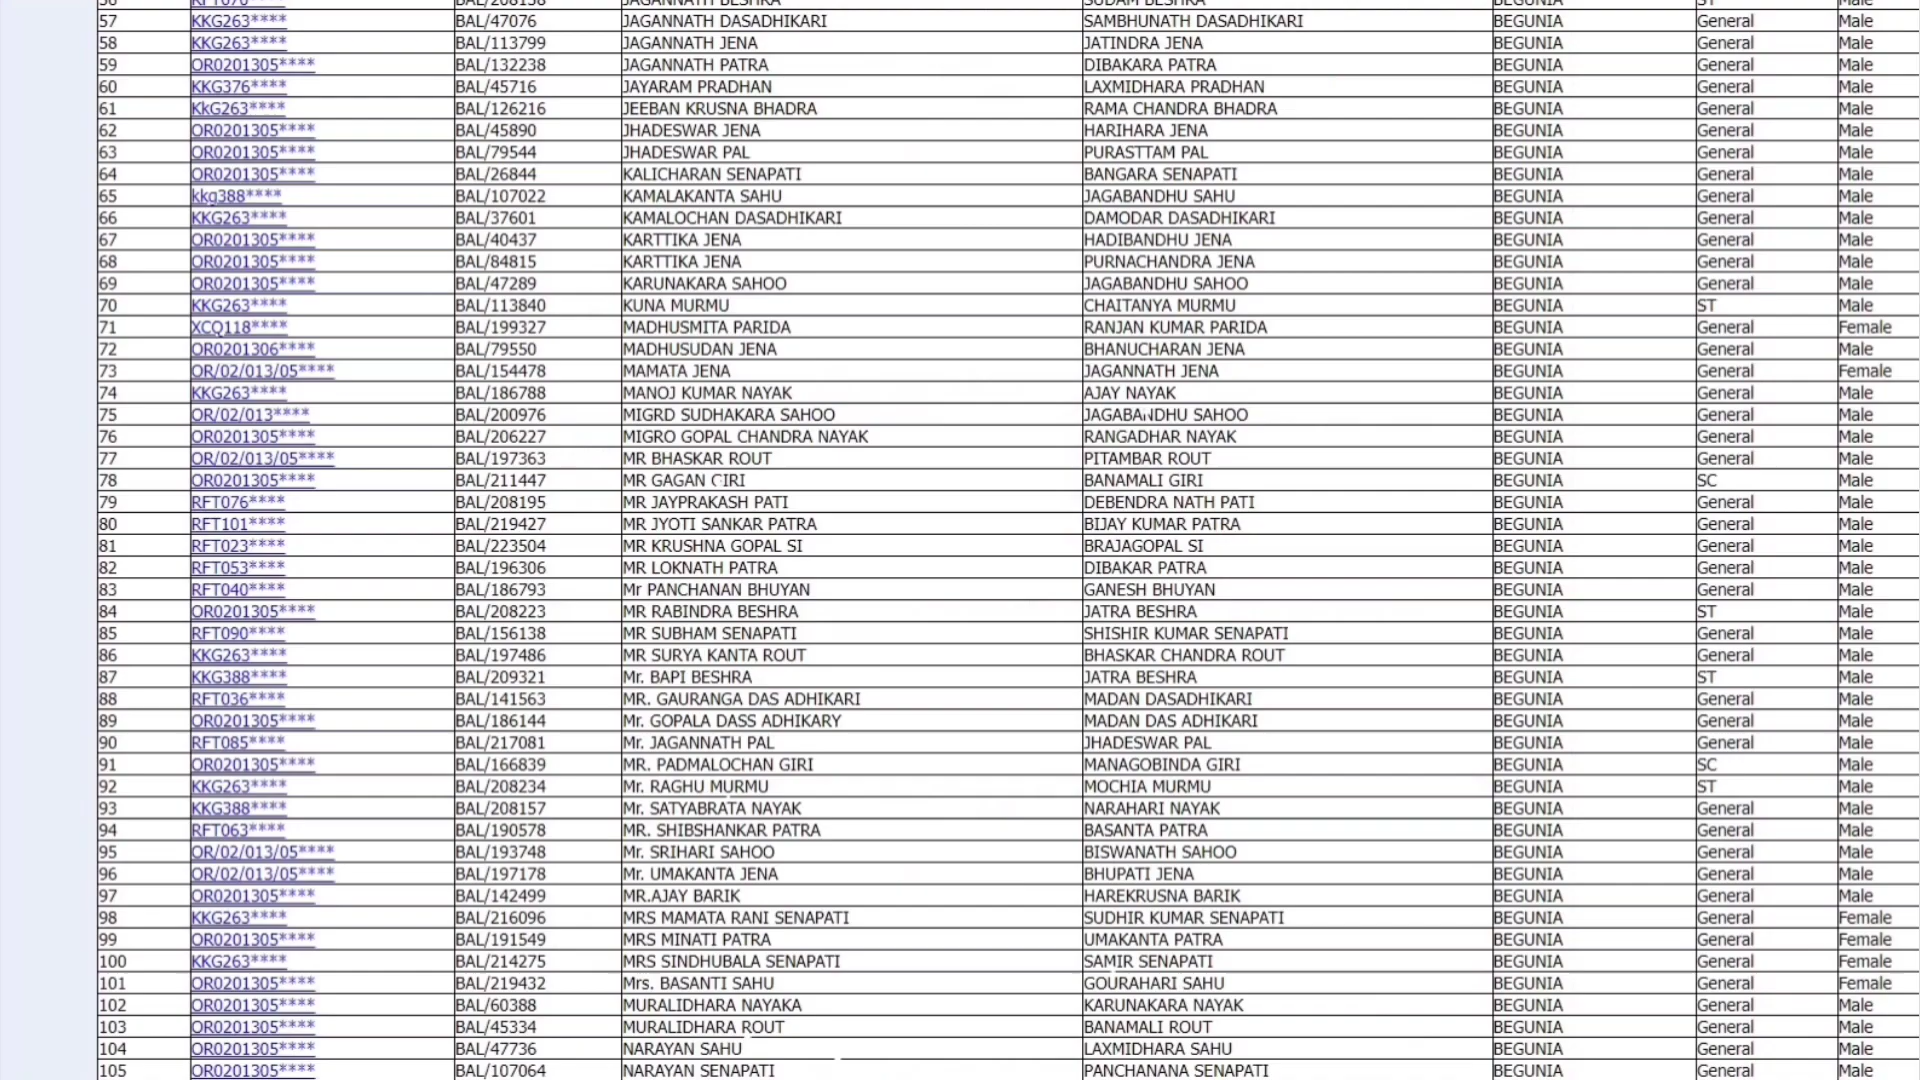 56 RFT070**** BAL/208158 JAGANNATH BESHRA SUDAM BESHRA BEGUNIA ST Male
57 KKG263**** BAL/47076 JAGANNATH DASADHIKARI SAMBHUNATH DASADHIKARI BEGUNIA General Male
58 KKG263**** BAL/113799 JAGANNATH JENA JATINDRA JENA BEGUNIA General Male
59 OR0201305**** BAL/132238 JAGANNATH PATRA DIBAKARA PATRA BEGUNIA General Male
60 KKG376**** BAL/45716 JAYARAM PRADHAN LAXMIDHARA PRADHAN BEGUNIA General Male
61 KkG263**** BAL/126216 JEEBAN KRUSNA BHADRA RAMA CHANDRA BHADRA BEGUNIA General Male
62 OR0201305**** BAL/45890 JHADESWAR JENA HARIHARA JENA BEGUNIA General Male
63 OR0201305**** BAL/79544 JHADESWAR PAL PURASTTAM PAL BEGUNIA General Male
64 OR0201305**** BAL/26844 KALICHARAN SENAPATI BANGARA SENAPATI BEGUNIA General Male
65 kkg388**** BAL/107022 KAMALAKANTA SAHU JAGABANDHU SAHU BEGUNIA General Male
66 KKG263**** BAL/37601 KAMALOCHAN DASADHIKARI DAMODAR DASADHIKARI BEGUNIA General Male
67 OR0201305**** BAL/40437 KARTTIKA JENA HADIBANDHU JENA BEGUNIA General Male
68 OR0201305**** BAL/84815 KARTTIKA JENA PURNACHANDRA JENA BEGUNIA General Male
69 OR0201305**** BAL/47289 KARUNAKARA SAHOO JAGABANDHU SAHOO BEGUNIA General Male
70 KKG263**** BAL/113840 KUNA MURMU CHAITANYA MURMU BEGUNIA ST Male
71 XCQ118**** BAL/199327 MADHUSMITA PARIDA RANJAN KUMAR PARIDA BEGUNIA General Female
72 OR0201306**** BAL/79550 MADHUSUDAN JENA BHANUCHARAN JENA BEGUNIA General Male
73 OR/02/013/05**** BAL/154478 MAMATA JENA JAGANNATH JENA BEGUNIA General Female
74 KKG263**** BAL/186788 MANOJ KUMAR NAYAK AJAY NAYAK BEGUNIA General Male
75 OR/02/013**** BAL/200976 MIGRD SUDHAKARA SAHOO JAGABANDHU SAHOO BEGUNIA General Male
76 OR0201305**** BAL/206227 MIGRO GOPAL CHANDRA NAYAK RANGADHAR NAYAK BEGUNIA General Male
77 OR/02/013/05**** BAL/197363 MR BHASKAR ROUT PITAMBAR ROUT BEGUNIA General Male
78 OR0201305**** BAL/211447 MR GAGAN GIRI BANAMALI GIRI BEGUNIA SC Male
79 RFT076**** BAL/208195 MR JAYPRAKASH PATI DEBENDRA NATH PATI BEGUNIA General Male
80 RFT101**** BAL/219427 MR JYOTI SANKAR PATRA BIJAY KUMAR PATRA BEGUNIA General Male
81 RFT023**** BAL/223504 MR KRUSHNA GOPAL SI BRAJAGOPAL SI BEGUNIA General Male
82 RFT053**** BAL/196306 MR LOKNATH PATRA DIBAKAR PATRA BEGUNIA General Male
83 RFT040**** BAL/186793 Mr PANCHANAN BHUYAN GANESH BHUYAN BEGUNIA General Male
84 OR0201305**** BAL/208223 MR RABINDRA BESHRA JATRA BESHRA BEGUNIA ST Male
85 RFT090**** BAL/156138 MR SUBHAM SENAPATI SHISHIR KUMAR SENAPATI BEGUNIA General Male
86 KKG263**** BAL/197486 MR SURYA KANTA ROUT BHASKAR CHANDRA ROUT BEGUNIA General Male
87 KKG388**** BAL/209321 Mr. BAPI BESHRA JATRA BESHRA BEGUNIA ST Male
88 RFT036**** BAL/141563 MR. GAURANGA DAS ADHIKARI MADAN DASADHIKARI BEGUNIA General Male
89 OR0201305**** BAL/186144 Mr. GOPALA DASS ADHIKARY MADAN DAS ADHIKARI BEGUNIA General Male
90 RFT085**** BAL/217081 Mr. JAGANNATH PAL JHADESWAR PAL BEGUNIA General Male
91 OR0201305**** BAL/166839 MR. PADMALOCHAN GIRI MANAGOBINDA GIRI BEGUNIA SC Male
92 KKG263**** BAL/208234 Mr. RAGHU MURMU MOCHIA MURMU BEGUNIA ST Male
93 KKG388**** BAL/208157 Mr. SATYABRATA NAYAK NARAHARI NAYAK BEGUNIA General Male
94 RFT063**** BAL/190578 MR. SHIBSHANKAR PATRA BASANTA PATRA BEGUNIA General Male
95 OR/02/013/05**** BAL/193748 Mr. SRIHARI SAHOO BISWANATH SAHOO BEGUNIA General Male
96 OR/02/013/05**** BAL/197178 Mr. UMAKANTA JENA BHUPATI JENA BEGUNIA General Male
97 OR0201305**** BAL/142499 MR.AJAY BARIK HAREKRUSNA BARIK BEGUNIA General Male
98 KKG263**** BAL/216096 MRS MAMATA RANI SENAPATI SUDHIR KUMAR SENAPATI BEGUNIA General Female
99 OR0201305**** BAL/191549 MRS MINATI PATRA UMAKANTA PATRA BEGUNIA General Female
100 KKG263**** BAL/214275 MRS SINDHUBALA SENAPATI SAMIR SENAPATI BEGUNIA General Female
101 OR0201305**** BAL/219432 Mrs. BASANTI SAHU GOURAHARI SAHU BEGUNIA General Female
102 OR0201305**** BAL/60388 MURALIDHARA NAYAKA KARUNAKARA NAYAK BEGUNIA General Male
103 OR0201305**** BAL/45334 MURALIDHARA ROUT BANAMALI ROUT BEGUNIA General Male
104 OR0201305**** BAL/47736 NARAYAN SAHU LAXMIDHARA SAHU BEGUNIA General Male
105 OR0201305**** BAL/107064 NARAYAN SENAPATI PANCHANANA SENAPATI BEGUNIA General Male